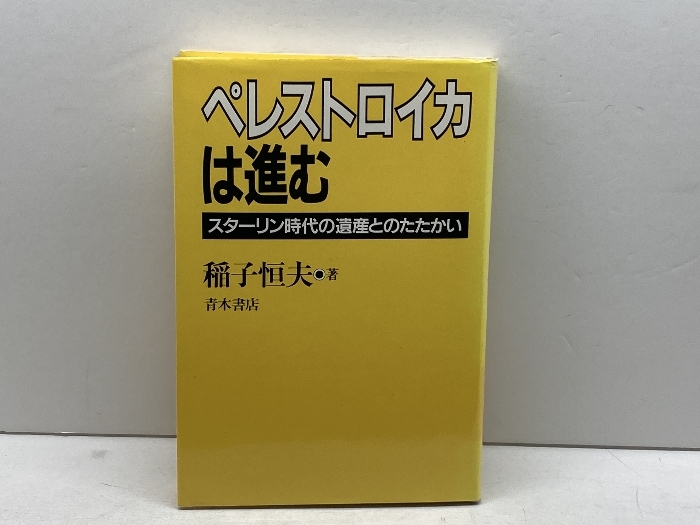 ペレストロイカ
は進む
スターリン時代の遺産とのたたかい
稲子恒夫●著
青木書店